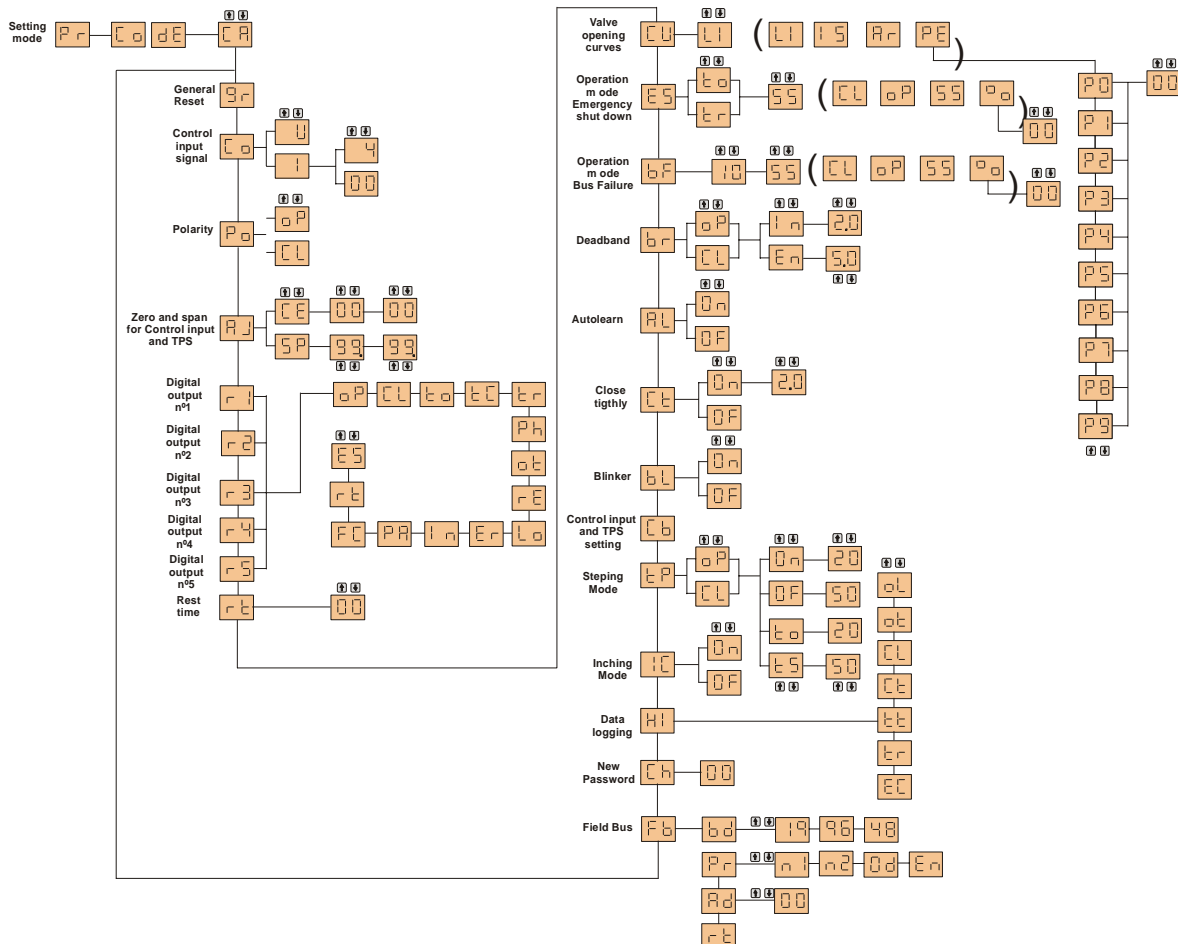 Setting mode
Pr Co dE CA
General Reset
gr
Control input signal
Co U 4
I 00
Polarity
Po oP
CL
Zero and span for Control input and TPS
AJ CE 00 00
SP 99. 99.
Digital output nº1
r1 oP CL to tC tr
Ph
Digital output nº2
r2 ES ot
Digital output nº3
r3 rt rE
Digital output nº4
r4 FC PA In Er Lo
Digital output nº5
r5
Rest time
rt 00
Valve opening curves
CU LI ( LI IS Ar PE )
Operation m ode Emergency shut down
ES to SS ( CL oP SS %o ) 00
tr
Operation m ode Bus Failure
bF 10 SS ( CL oP SS %o ) 00
Deadband
br oP In 2.0
CL En 5.0
Autolearn
AL On
OF
Close tigthly
Ct On 2.0
OF
Blinker
bL On
OF
Control input and TPS setting
Cb
Steping Mode
tP oP On 20
CL OF 50
to 20
tS 50
Inching Mode
IC On
OF
Data logging
HI
oL
ot
CL
Ct
tt
tr
EC
New Password
Ch 00
Field Bus
Fb bd 19 96 48
Pr n1 n2 Od En
Ad 00
rt
P0 00
P1
P2
P3
P4
P5
P6
P7
P8
P9